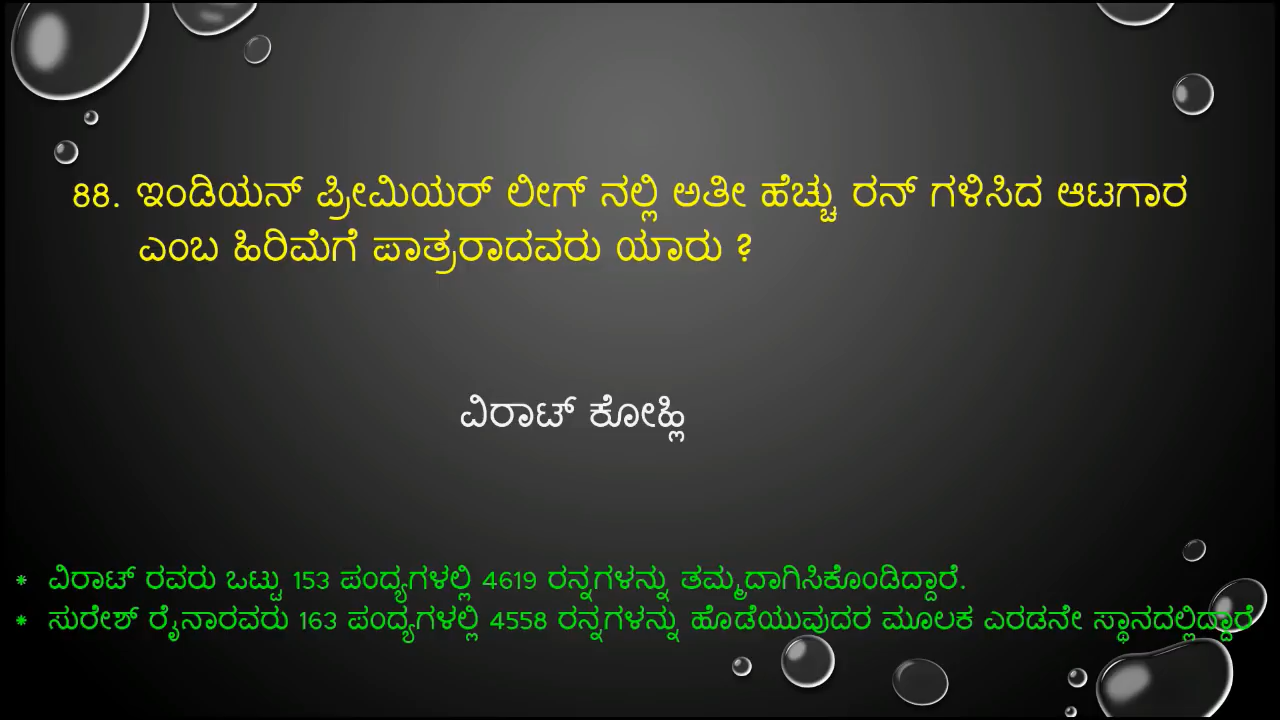 88. ಇಂಡಿಯನ್ ಪ್ರೀಮಿಯರ್ ಲೀಗ್ ನಲ್ಲಿ ಅತೀ ಹೆಚ್ಚು ರನ್ ಗಳಿಸಿದ ಆಟಗಾರ
ಎಂಬ ಹಿರಿಮೆಗೆ ಪಾತ್ರರಾದವರು ಯಾರು ?
ವಿರಾಟ್ ಕೋಹ್ಲಿ
* ವಿರಾಟ್ ರವರು ಒಟ್ಟು 153 ಪಂದ್ಯಗಳಲ್ಲಿ 4619 ರನ್ನಗಳನ್ನು ತಮ್ಮದಾಗಿಸಿಕೊಂಡಿದ್ದಾರೆ.
* ಸುರೇಶ್ ರೈನಾರವರು 163 ಪಂದ್ಯಗಳಲ್ಲಿ 4558 ರನ್ನಗಳನ್ನು ಹೊಡೆಯುವುದರ ಮೂಲಕ ಎರಡನೇ ಸ್ಥಾನದಲ್ಲಿದ್ದಾರೆ